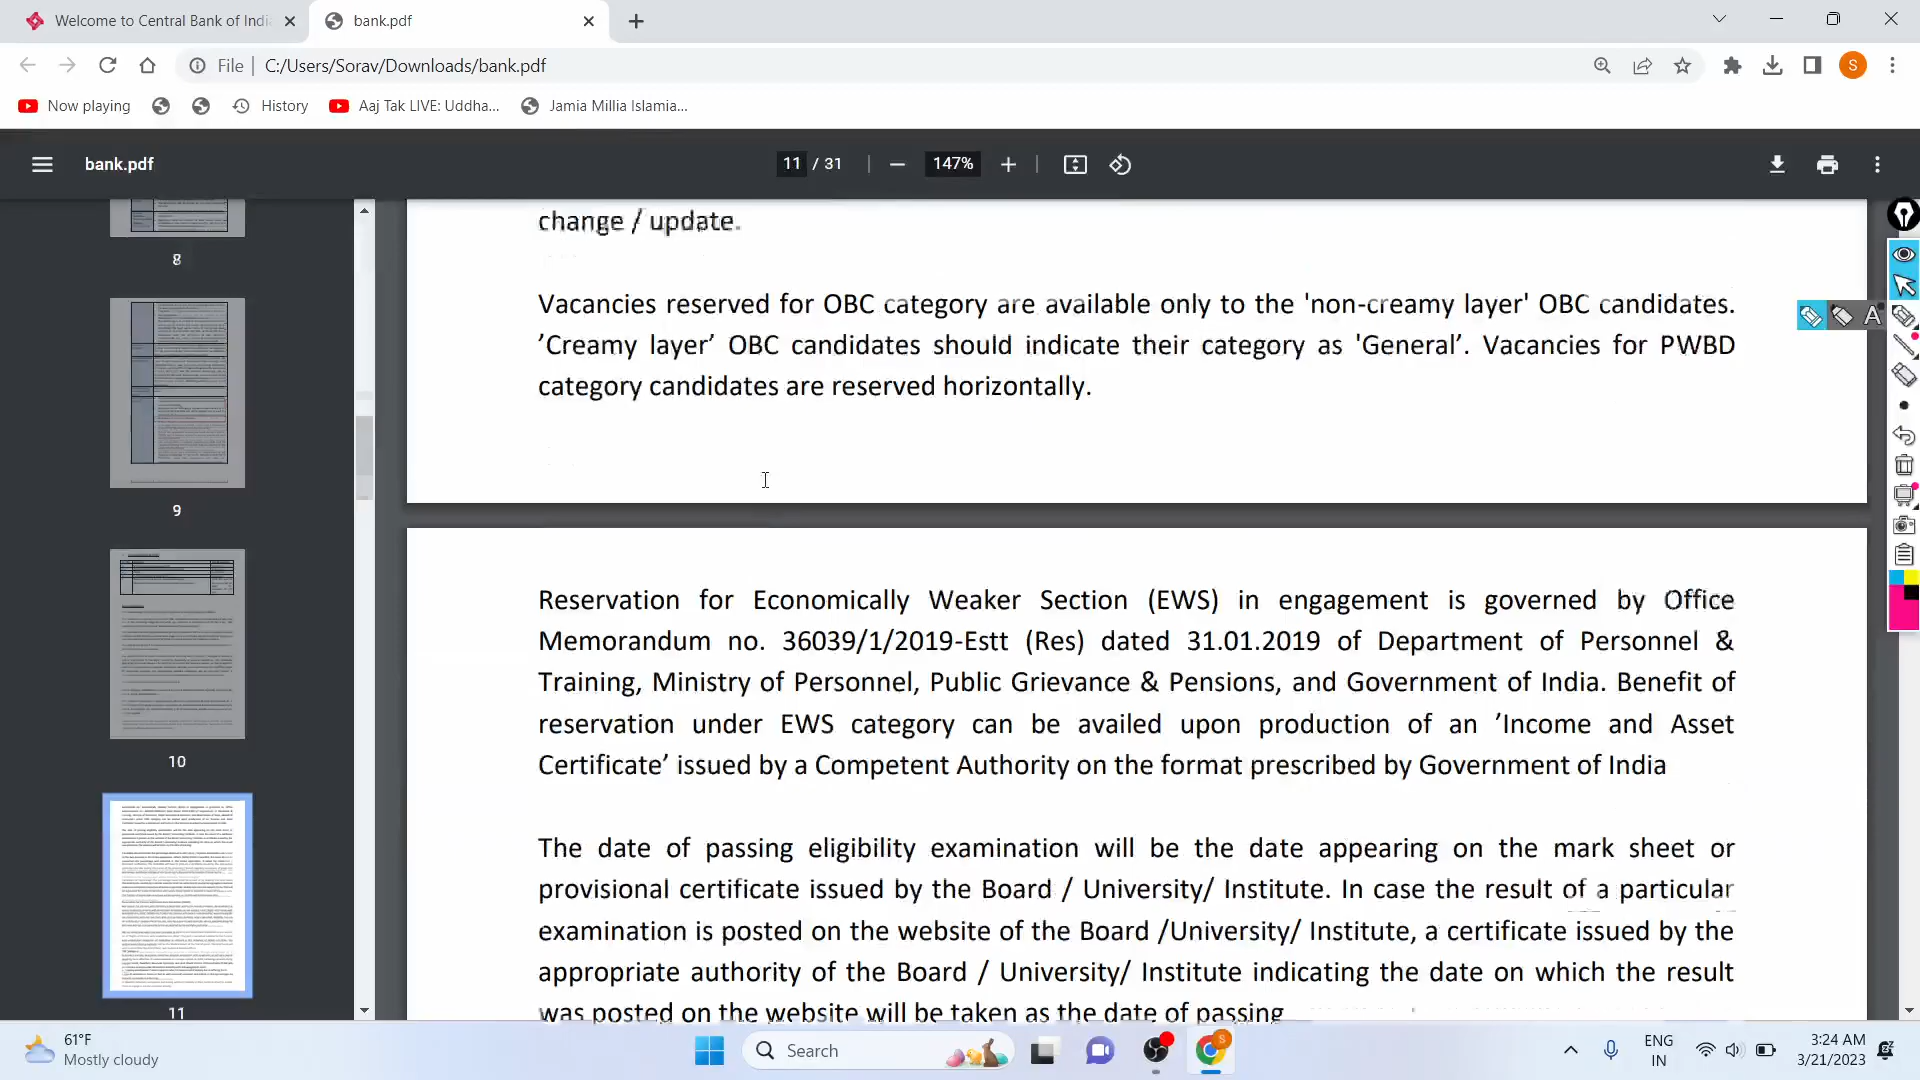 Welcome to Central Bank of Indi
bank.pdf
File
C:/Users/Sorav/Downloads/bank.pdf
S
Now playing
History
Aaj Tak LIVE: Uddha...
Jamia Millia Islamia...
bank.pdf
11 / 31
147%
8
9
10
11
change / update.
Vacancies reserved for OBC category are available only to the 'non-creamy layer' OBC candidates.
’Creamy layer’ OBC candidates should indicate their category as 'General’. Vacancies for PWBD
category candidates are reserved horizontally.
Reservation for Economically Weaker Section (EWS) in engagement is governed by Office
Memorandum no. 36039/1/2019-Estt (Res) dated 31.01.2019 of Department of Personnel &
Training, Ministry of Personnel, Public Grievance & Pensions, and Government of India. Benefit of
reservation under EWS category can be availed upon production of an ’Income and Asset
Certificate’ issued by a Competent Authority on the format prescribed by Government of India
The date of passing eligibility examination will be the date appearing on the mark sheet or
provisional certificate issued by the Board / University/ Institute. In case the result of a particular
examination is posted on the website of the Board /University/ Institute, a certificate issued by the
appropriate authority of the Board / University/ Institute indicating the date on which the result
was posted on the website will be taken as the date of passing
A
61°F
Mostly cloudy
Search
S
ENG
IN
3:24 AM
3/21/2023